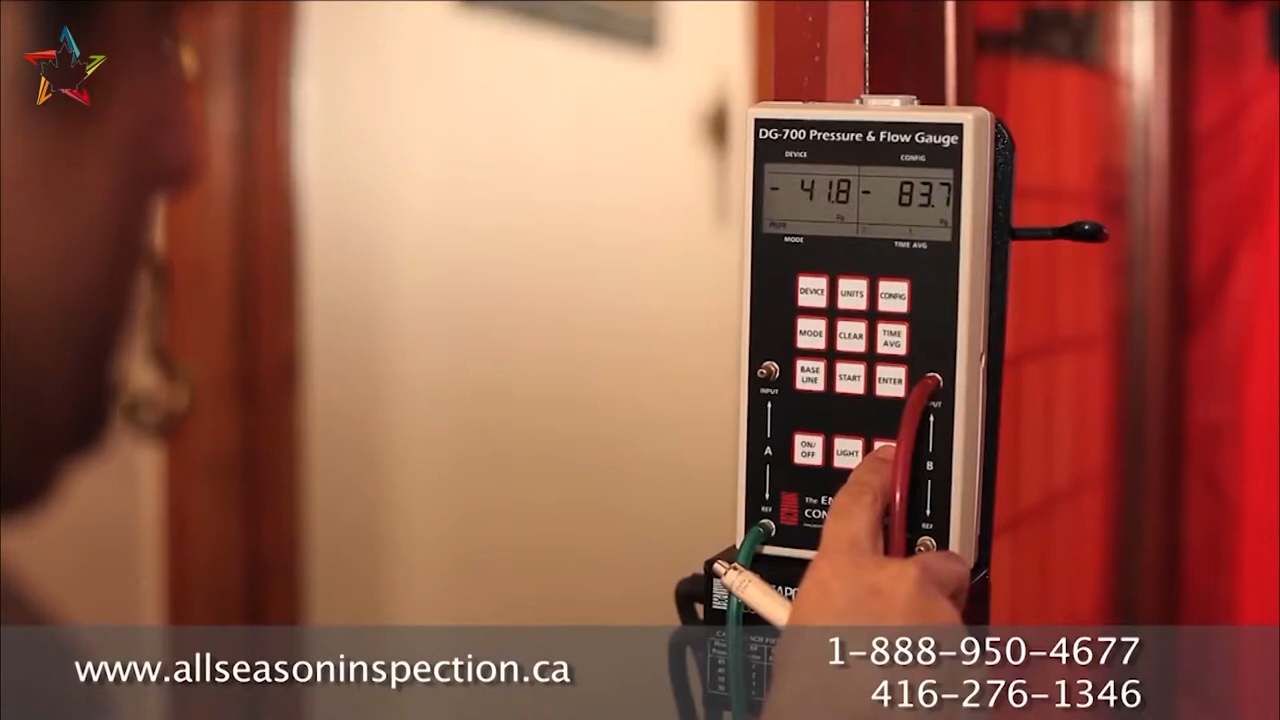 DG-700 Pressure & Flow Gauge
DEVICE
CONFIG
- 41.8
- 83.7
Pa
MODE
TIME AVG
DEVICE
UNITS
CONFIG
MODE
CLEAR
TIME AVG
BASE LINE
START
ENTER
INPUT
ON/OFF
LIGHT
A
B
REF
REF
The
www.allseasoninspection.ca
1-888-950-4677
416-276-1346